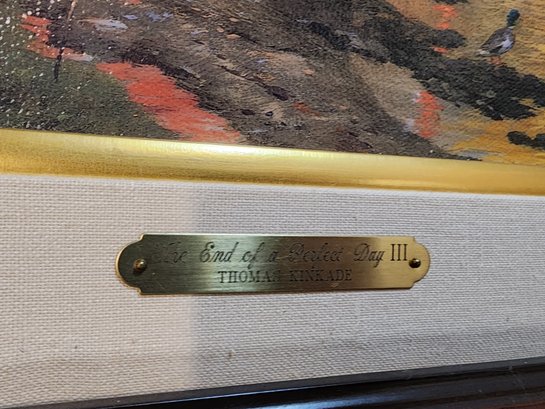 The End of a Perfect Day III
THOMAS KINKADE